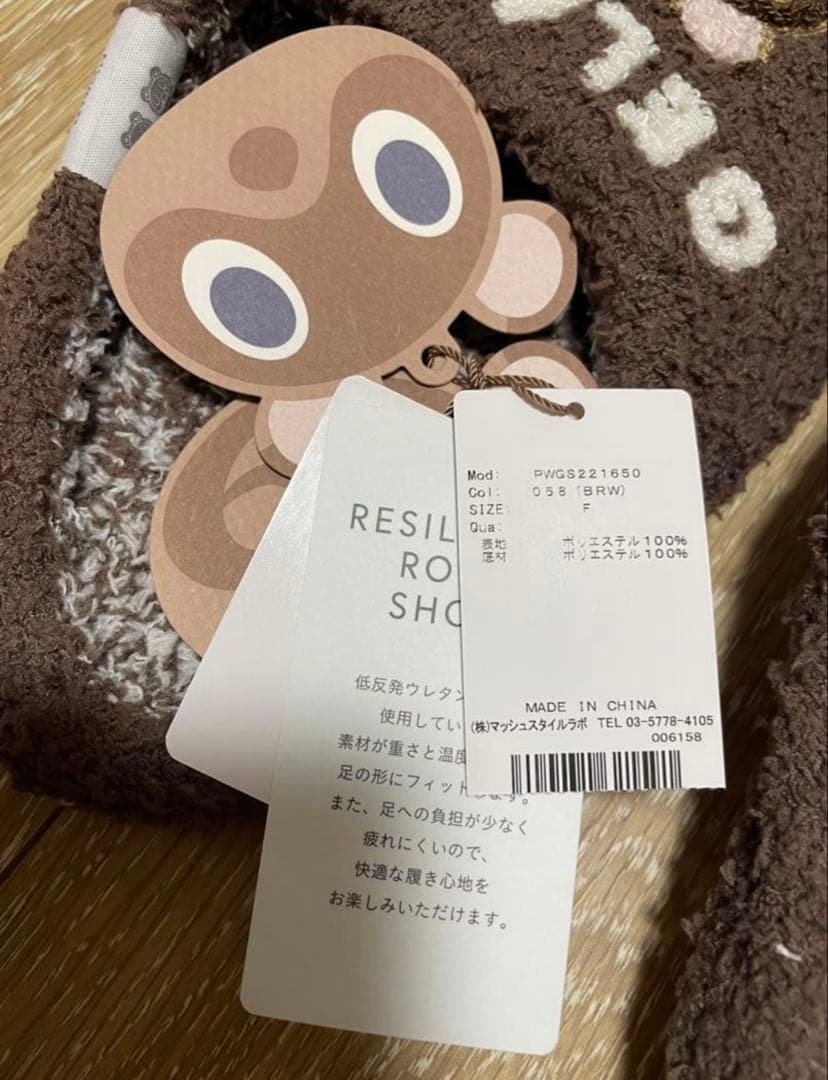 RESIL
RO
SHO
低反発ウレタン
使用してい
素材が重さと温度
足の形にフィットします。
また、足への負担が少なく
疲れにくいので、
快適な履き心地を
お楽しみいただけます。
Mod: PWGS221650
Col: 058 (BRW)
SIZE: F
Qua:
表地 ポリエステル100%
底材 ポリエステル100%
MADE IN CHINA
(株)マッシュスタイルラボ TEL 03-5778-4105
006158